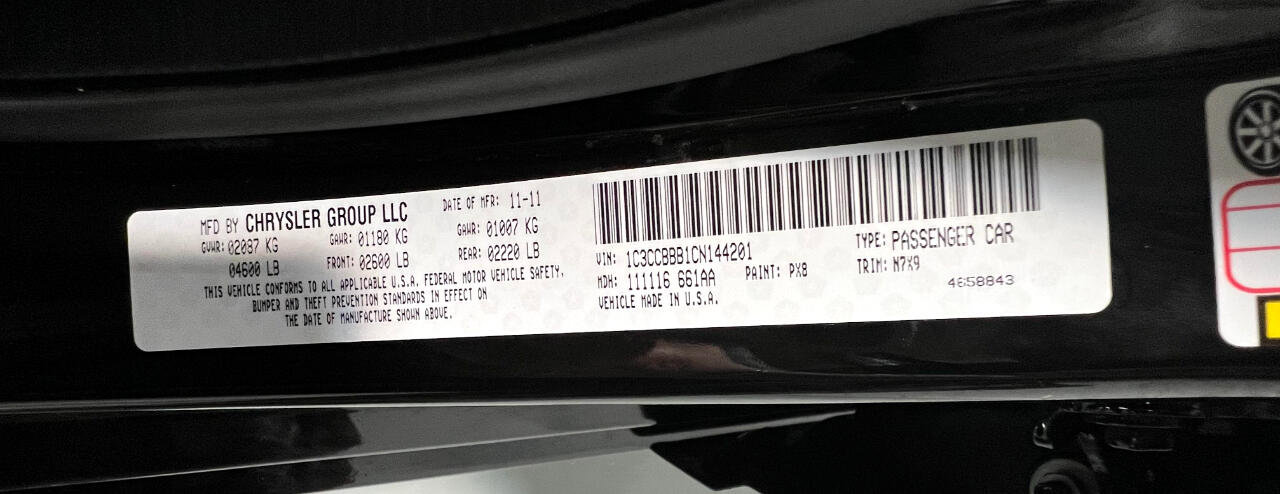 MFD BY CHRYSLER GROUP LLC
DATE OF MFR: 11-11
GVWR: 02087 KG
GAWR: 01180 KG
GAWR: 01007 KG
04600 LB
FRONT: 02600 LB
REAR: 02220 LB
THIS VEHICLE CONFORMS TO ALL APPLICABLE U.S.A. FEDERAL MOTOR VEHICLE SAFETY,
BUMPER AND THEFT PREVENTION STANDARDS IN EFFECT ON
THE DATE OF MANUFACTURE SHOWN ABOVE.
VIN: 1C3CCBBB1CN144201
TYPE: PASSENGER CAR
MDH: 111116 661AA
PAINT: PX8
TRIM: N7X9
VEHICLE MADE IN U.S.A.
4658843